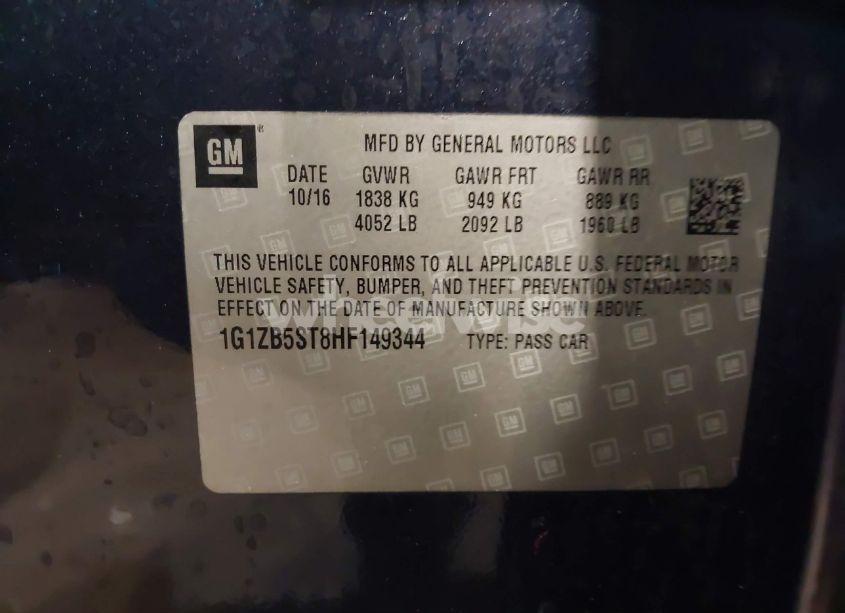 GM
MFD BY GENERAL MOTORS LLC
DATE GVWR GAWR FRT GAWR RR
10/16 1838 KG 949 KG 889 KG
4052 LB 2092 LB 1960 LB
THIS VEHICLE CONFORMS TO ALL APPLICABLE U.S. FEDERAL MOTOR
VEHICLE SAFETY, BUMPER, AND THEFT PREVENTION STANDARDS IN
EFFECT ON THE DATE OF MANUFACTURE SHOWN ABOVE.
1G1ZB5ST8HF149344 TYPE: PASS CAR